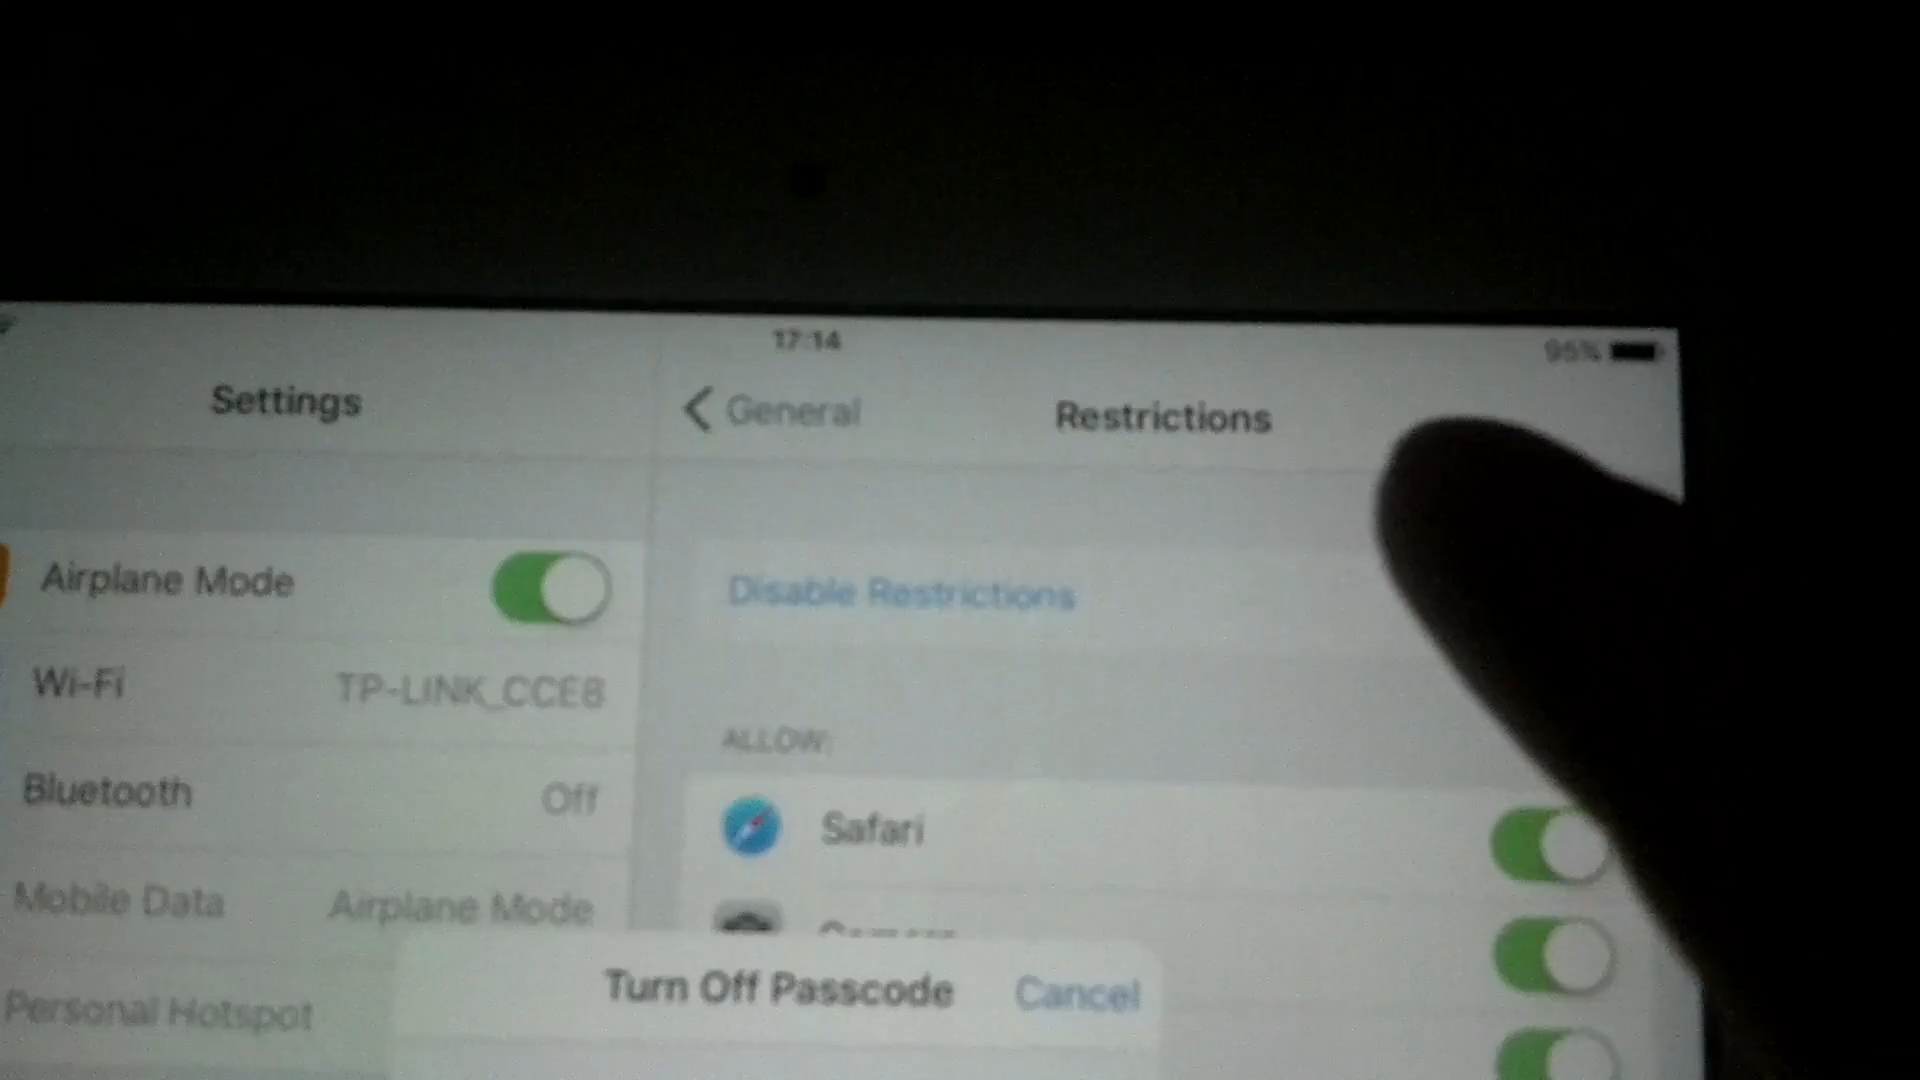 17:14
95%
Settings
General
Restrictions
Airplane Mode
Disable Restrictions
Wi-Fi
TP-LINK_CCE8
ALLOW:
Bluetooth
Off
Safari
Mobile Data
Airplane Mode
Turn Off Passcode
Cancel
Personal Hotspot